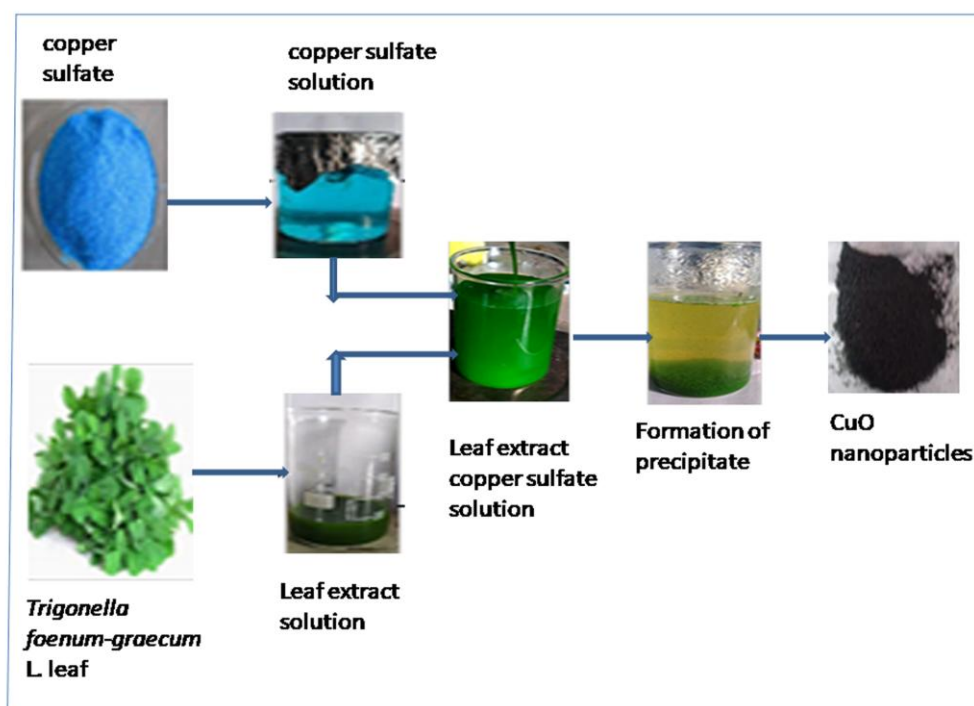 copper
sulfate
copper sulfate
solution
Leaf extract
copper sulfate
solution
Formation of
precipitate
CuO
nanoparticles
Trigonella
foenum-graecum
L. leaf
Leaf extract
solution